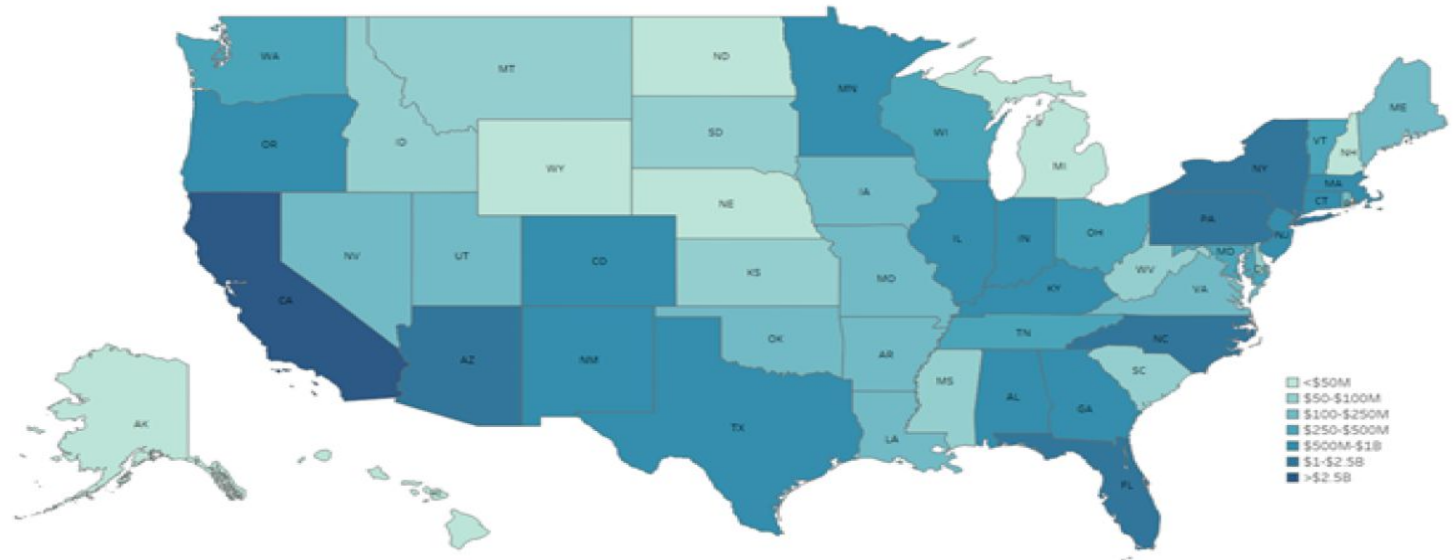 WA
MT
ND
MN
ME
OR
ID
SD
WI
VT
NH
WY
MI
NY
MA
CT
IA
NE
PA
NJ
NV
UT
CO
IL
IN
OH
MD
CA
KS
MO
KY
WV
VA
AZ
NM
OK
AR
TN
NC
SC
MS
AL
GA
TX
LA
FL
AK
<$50M
$50-$100M
$100-$250M
$250-$500M
$500M-$1B
$1-$2.5B
>$2.5B